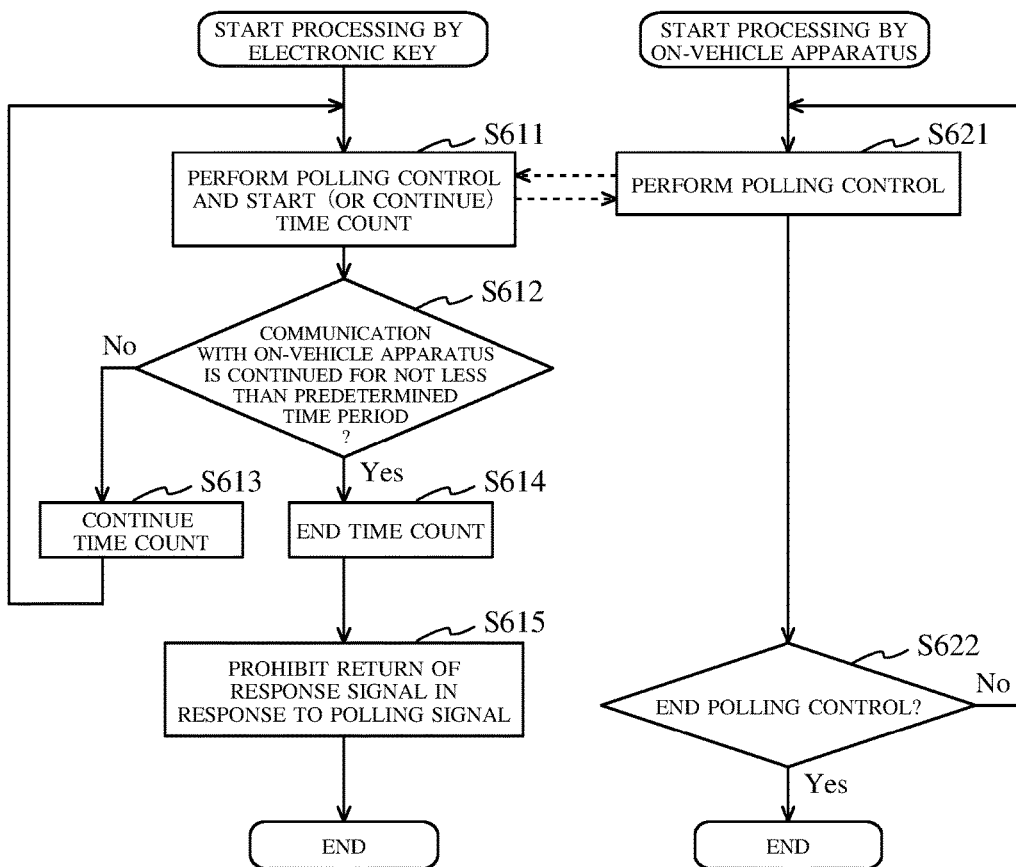 START PROCESSING BY
ELECTRONIC KEY
S611
PERFORM POLLING CONTROL
AND START (OR CONTINUE)
TIME COUNT
S612
COMMUNICATION
WITH ON-VEHICLE APPARATUS
IS CONTINUED FOR NOT LESS
THAN PREDETERMINED
TIME PERIOD
?
No
Yes
S613
CONTINUE
TIME COUNT
S614
END TIME COUNT
S615
PROHIBIT RETURN OF
RESPONSE SIGNAL IN
RESPONSE TO POLLING SIGNAL
END
START PROCESSING BY
ON-VEHICLE APPARATUS
S621
PERFORM POLLING CONTROL
S622
END POLLING CONTROL?
No
Yes
END